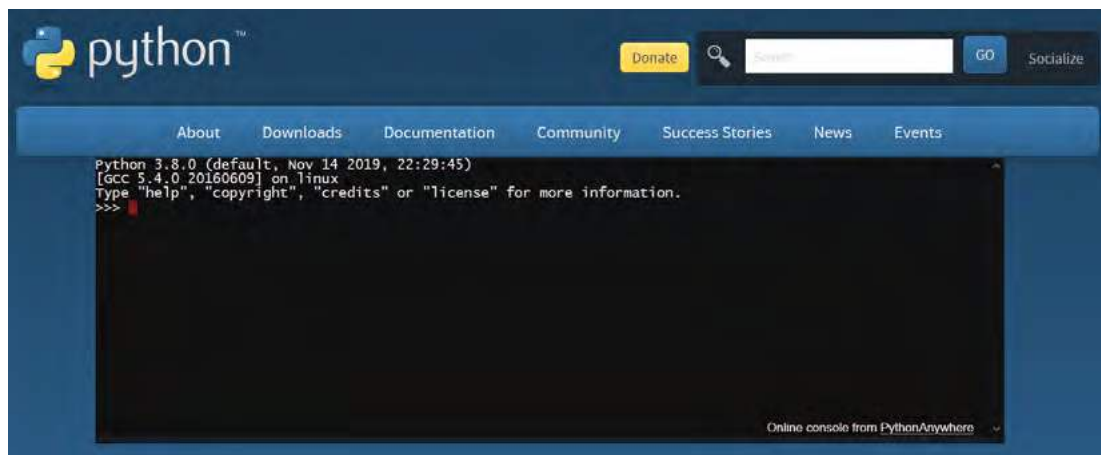 python™
Donate
Search
GO
Socialize
About Downloads Documentation Community Success Stories News Events
Python 3.8.0 (default, Nov 14 2019, 22:29:45)
[GCC 5.4.0 20160609] on linux
Type "help", "copyright", "credits" or "license" for more information.
>>>
Online console from PythonAnywhere